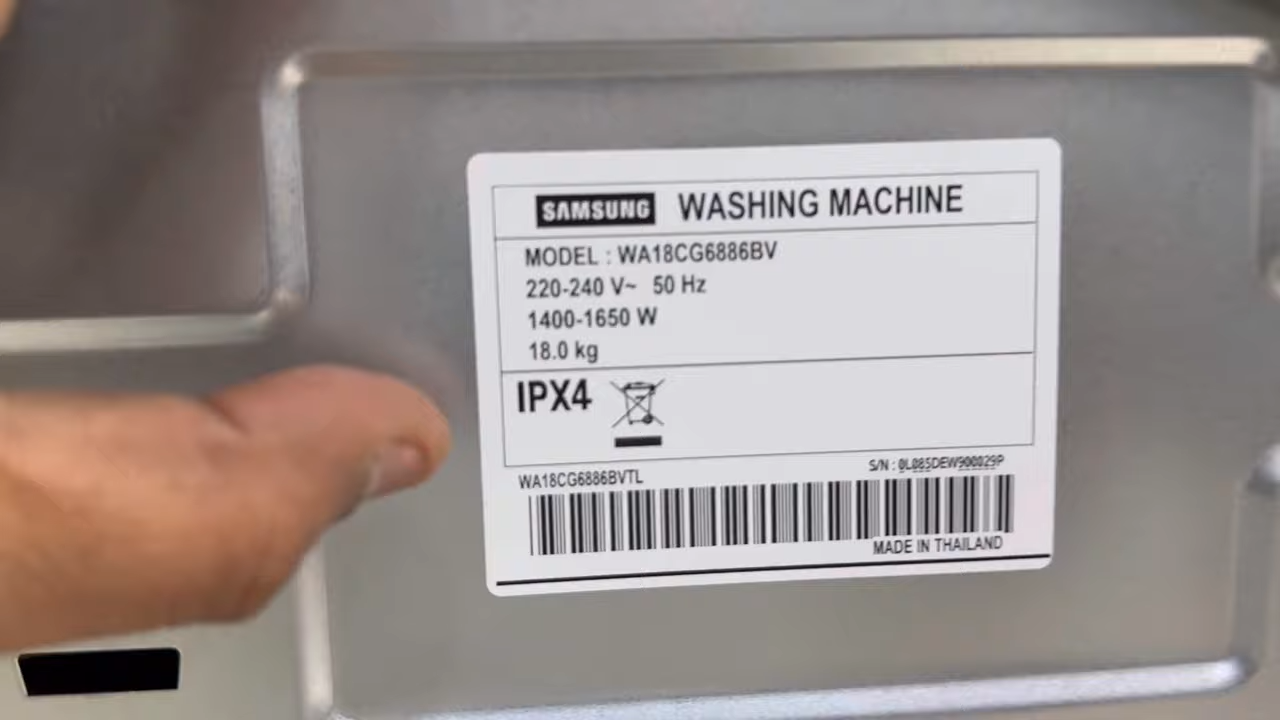 SAMSUNG WASHING MACHINE
MODEL : WA18CG6886BV
220-240 V~ 50 Hz
1400-1650 W
18.0 kg
IPX4
S/N : 0L085DEW900029P
WA18CG6886BVTL
MADE IN THAILAND